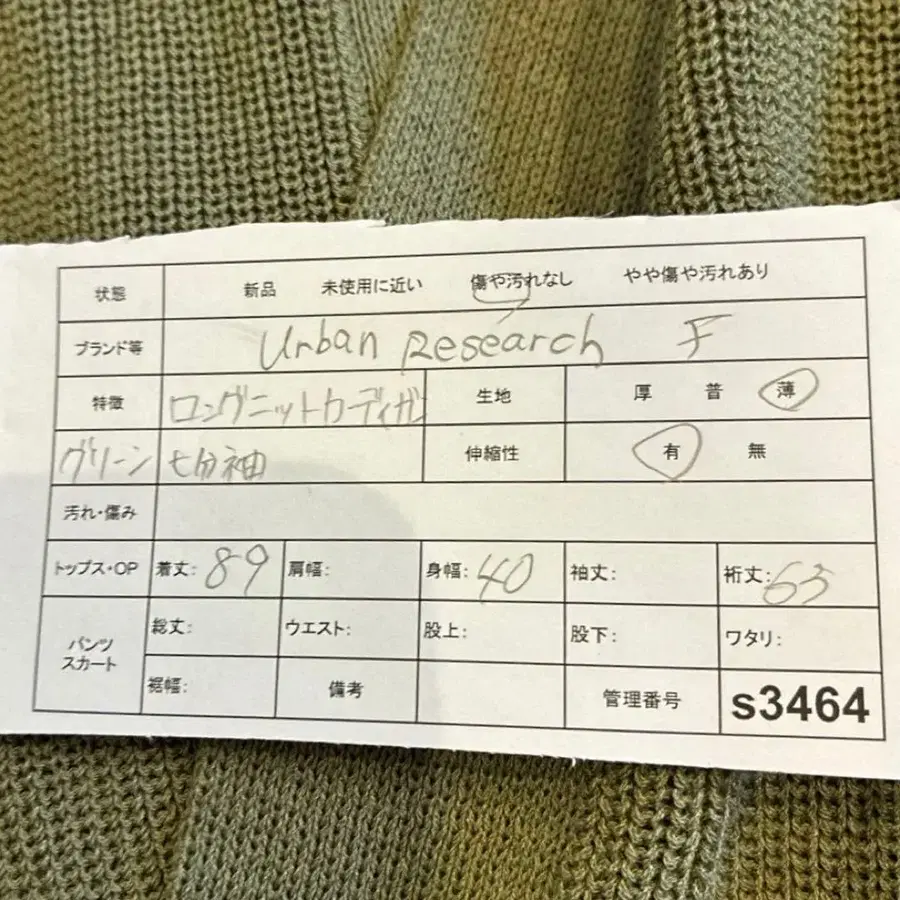 状態 新品 未使用に近い 傷や汚れなし やや傷や汚れあり
ブランド等 Urban Research F
特徴 ロングニットカーディガン 生地 厚 普 薄
グリーン 七分袖 伸縮性 有 無
汚れ・傷み
トップス・OP 着丈: 89 肩幅: 身幅: 40 袖丈: 裄丈: 65
パンツ スカート 総丈: ウエスト: 股上: 股下: ワタリ:
裾幅: 備考 管理番号 s3464